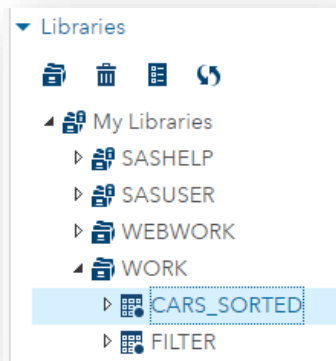 Libraries
My Libraries
SASHELP
SASUSER
WEBWORK
WORK
CARS_SORTED
FILTER